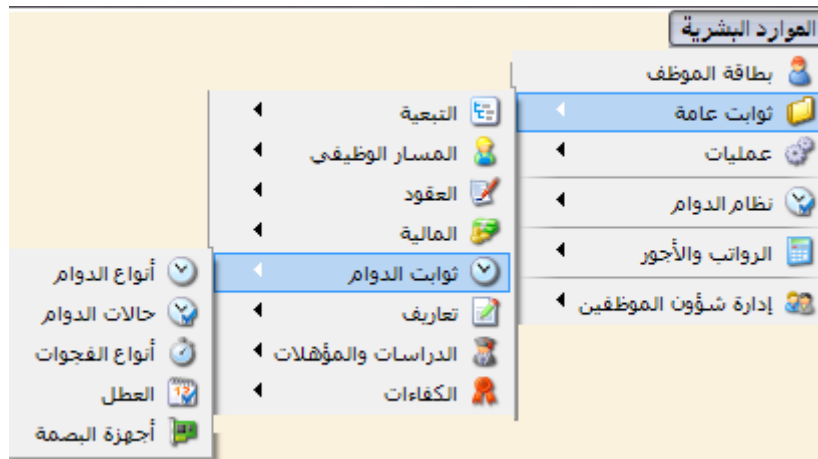 الموارد البشرية
بطاقة الموظف
ثوابت عامة
عمليات
نظام الدوام
الرواتب والأجور
إدارة شؤون الموظفين
التبعية
المسار الوظيفي
العقود
المالية
ثوابت الدوام
تعاريف
الدراسات والمؤهلات
الكفاءات
أنواع الدوام
حالات الدوام
أنواع الفجوات
العطل
أجهزة البصمة